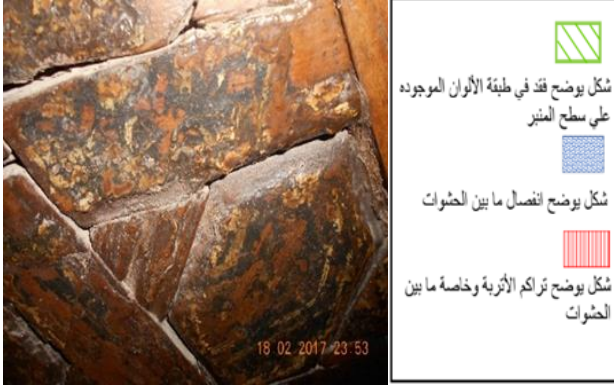 شكل يوضح فقد في طبقة الألوان الموجوده
علي سطح المنبر
شكل يوضح انفصال ما بين الحشوات
شكل يوضح تراكم الأتربة وخاصة ما بين
الحشوات
18 02 2017 23:53